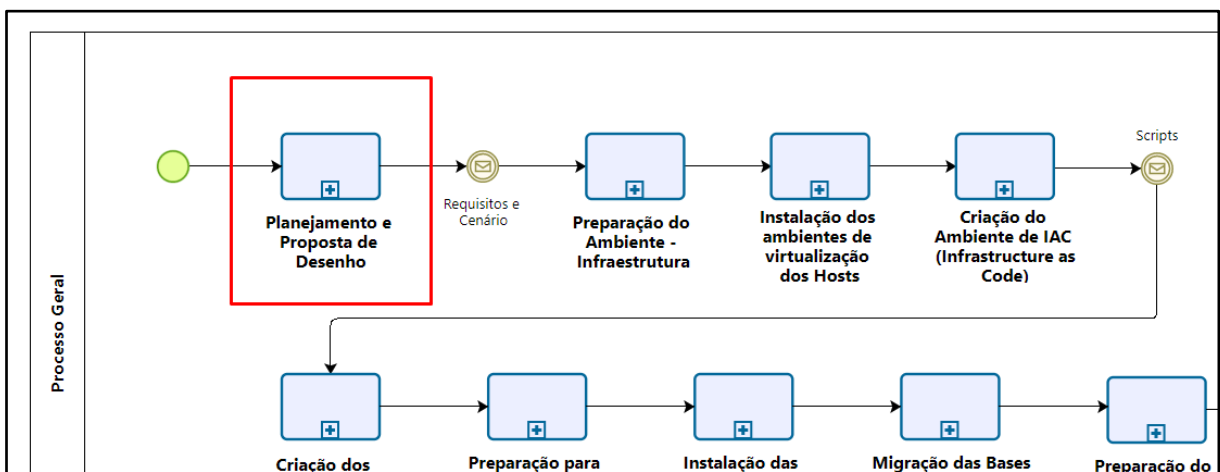 Scripts
Requisitos e
Cenário
Planejamento e
Proposta de
Desenho
Preparação do
Ambiente -
Infraestrutura
Instalação dos
ambientes de
virtualização
dos Hosts
Criação do
Ambiente de IAC
(Infrastructure as
Code)
Processo Geral
Criação dos
Preparação para
Instalação das
Migração das Bases
Preparação do